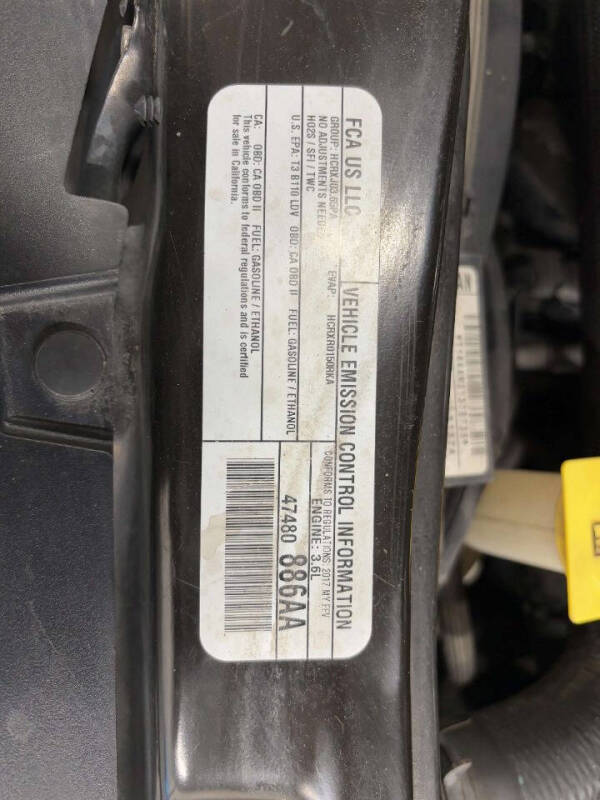 FCA US LLC
VEHICLE EMISSION CONTROL INFORMATION
CONFORMS TO REGULATIONS: 2017 MY FFV
GROUP: HCRXJ03.6SPA
EVAP: HCRXR0150RKA
ENGINE: 3.6L
NO ADJUSTMENTS NEEDED
HO2S / SFI / TWC
U.S. EPA: T3 B110 LDV OBD: CA OBD II FUEL: GASOLINE / ETHANOL
CA: OBD: CA OBD II FUEL: GASOLINE / ETHANOL
This vehicle conforms to federal regulations and is certified
for sale in California.
47480 886AA